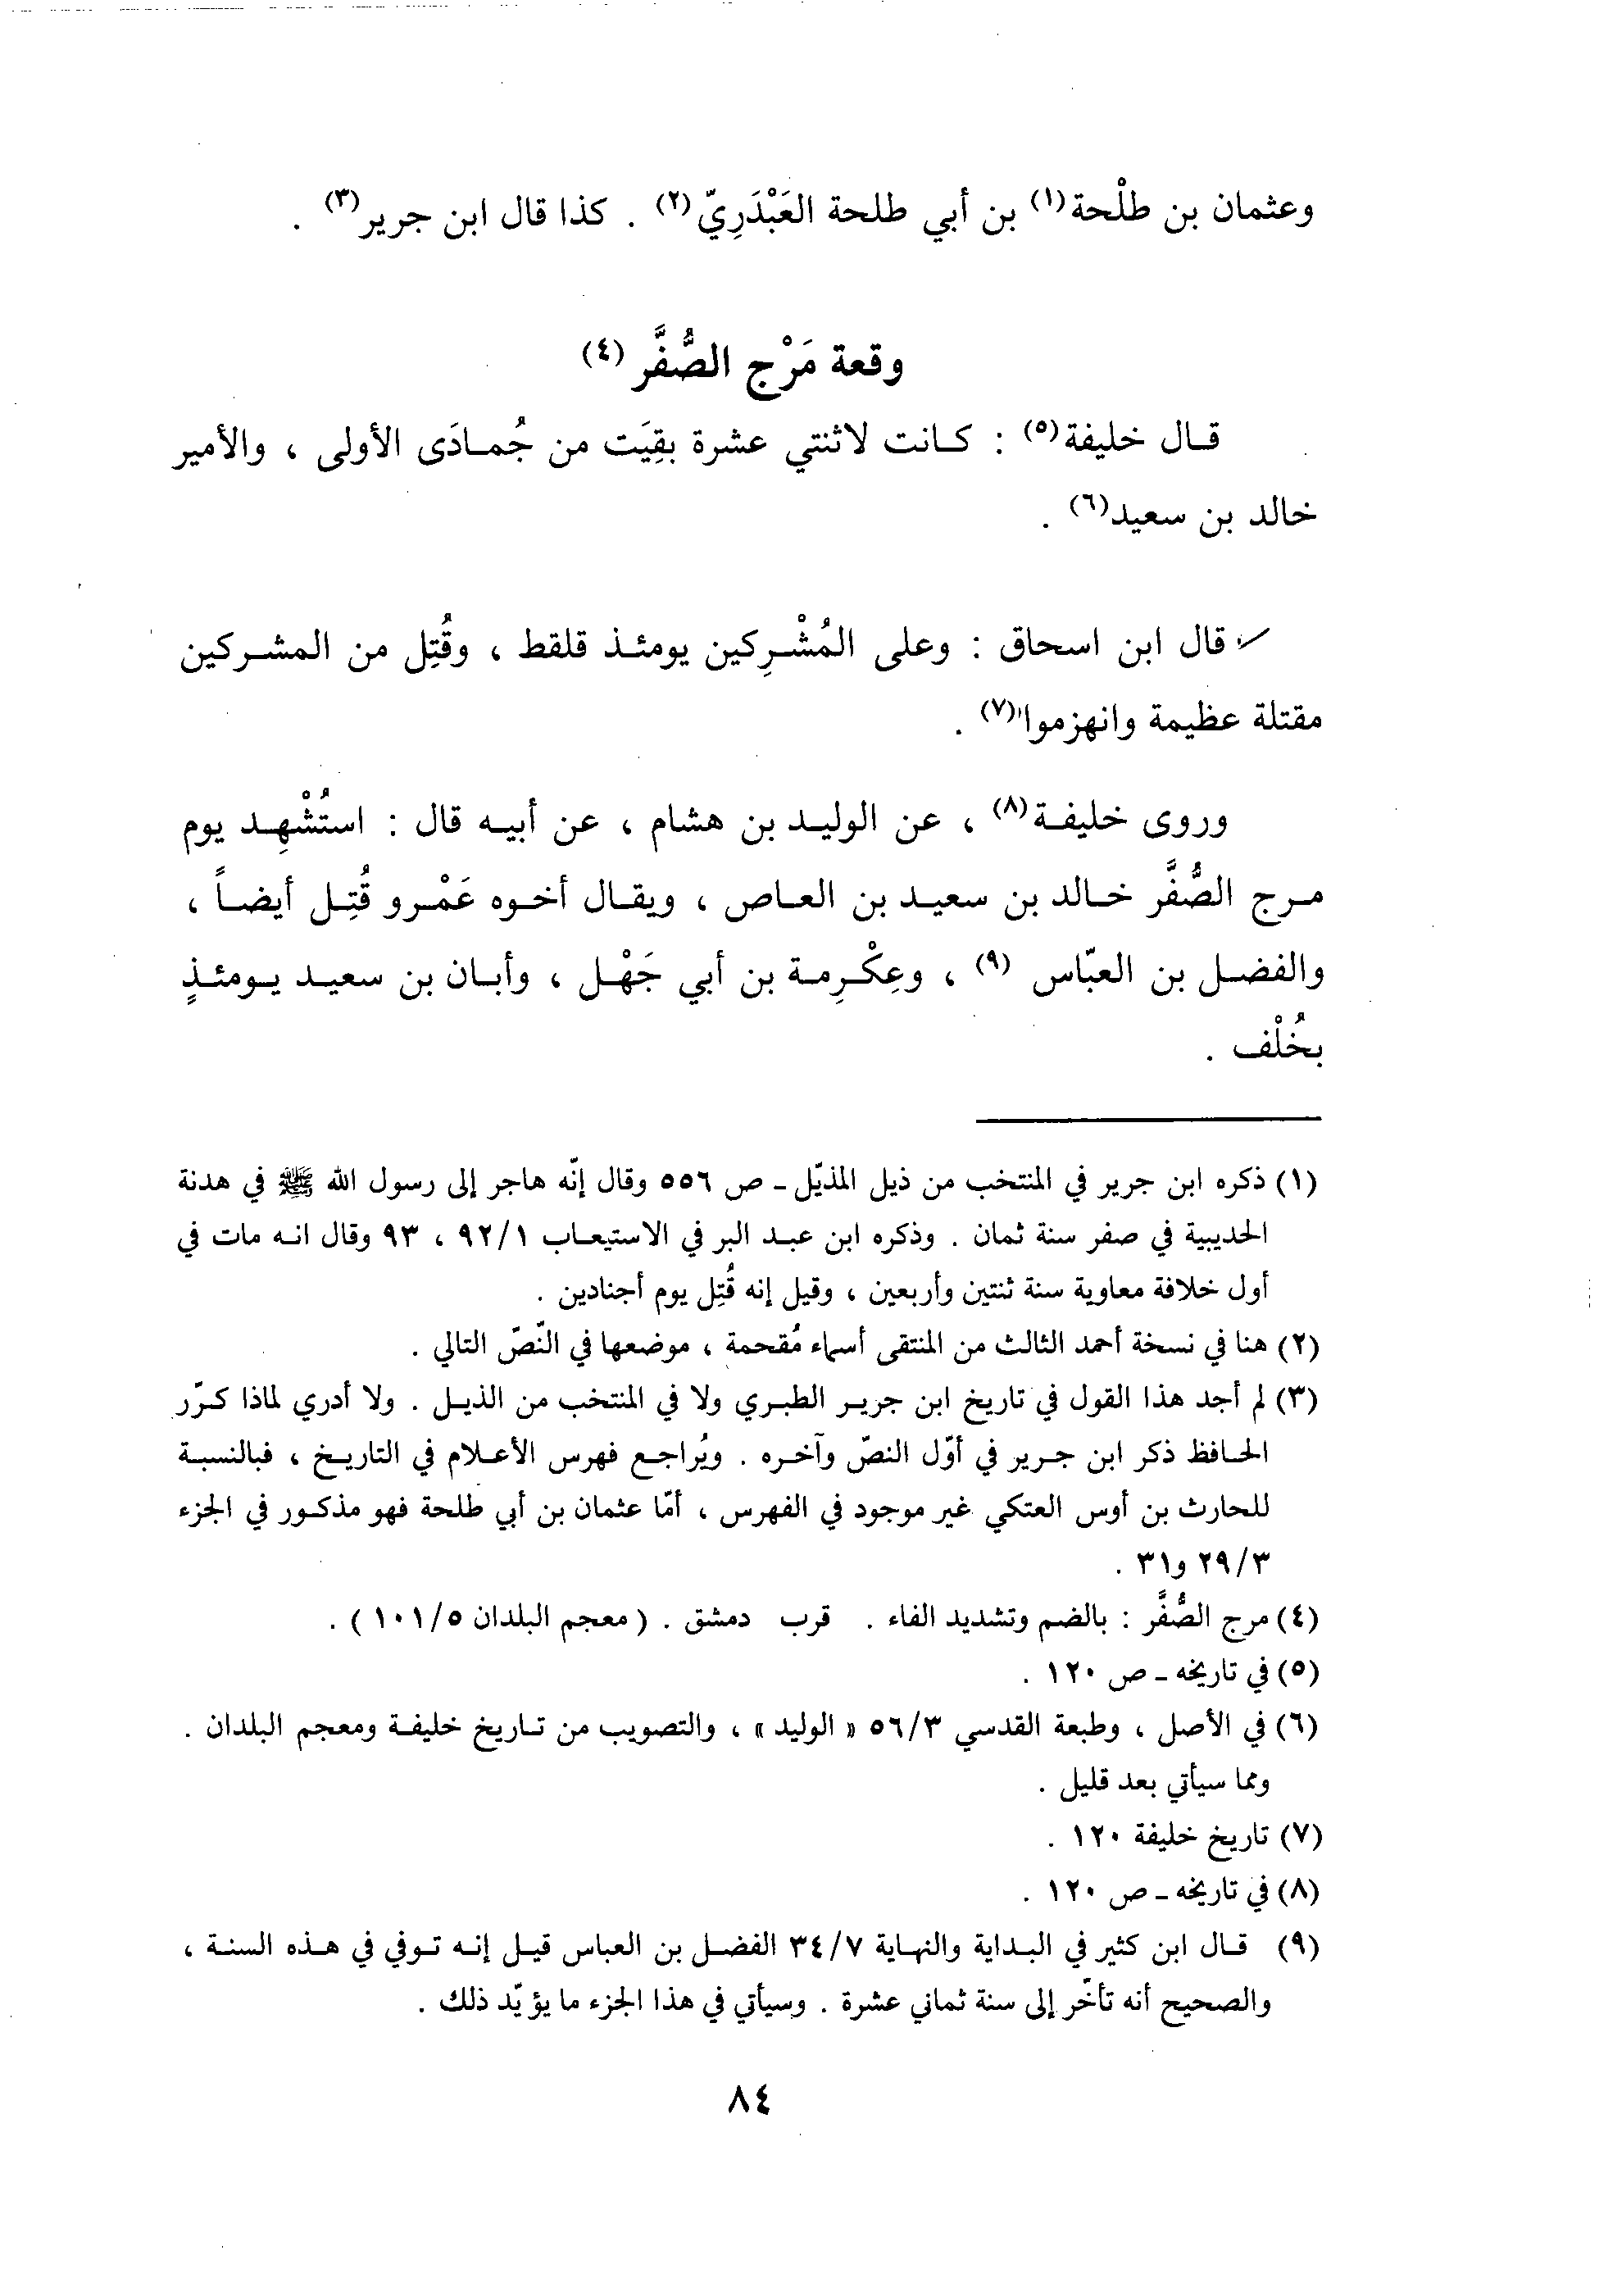 وعثمان بن طلْحة(١) بن أبي طلحة العَبْدَرِيّ(٢) . كذا قال ابن جرير(٣) .
وقعة مَرْج الصُّفَّر (٤)
قال خليفة(٥) : كانت لاثنتي عشرة بقِيَت من جُمادَى الأولى ، والأمير
خالد بن سعيد(٦) .
قال ابن اسحاق : وعلى المُشْرِكين يومئذ قلقط ، وقُتِل من المشركين
مقتلة عظيمة وانهزموا(٧) .
وروى خليفة(٨) ، عن الوليد بن هشام ، عن أبيه قال : استُشْهِد يوم
مرج الصُّفَّر خالد بن سعيد بن العاص ، ويقال أخوه عَمْرو قُتِل أيضاً ،
والفضل بن العبّاس (٩) ، وعِكْرِمة بن أبي جَهْل ، وأبان بن سعيد يومئذٍ
بخُلْف .
(١) ذكره ابن جرير في المنتخب من ذيل المذيّل ـ ص ٥٥٦ وقال إنّه هاجر إلى رسول الله ﷺ في هدنة
الحديبية في صفر سنة ثمان . وذكره ابن عبد البر في الاستيعاب ٩٢/١ ، ٩٣ وقال انه مات في
أول خلافة معاوية سنة ثنتين وأربعين ، وقيل إنه قُتِل يوم أجنادين .
(٢) هنا في نسخة أحمد الثالث من المنتقى أسماء مُقحمة ، موضعها في النّصّ التالي .
(٣) لم أجد هذا القول في تاريخ ابن جرير الطبري ولا في المنتخب من الذيل . ولا أدري لماذا كرّر
الحافظ ذكر ابن جرير في أوّل النصّ وآخره . ويُراجع فهرس الأعلام في التاريخ ، فبالنسبة
للحارث بن أوس العتكي غير موجود في الفهرس ، أمّا عثمان بن أبي طلحة فهو مذكور في الجزء
٢٩/٣ و٣١ .
(٤) مرج الصُّفَّر : بالضم وتشديد الفاء . قرب دمشق . ( معجم البلدان ١٠١/٥ ) .
(٥) في تاريخه ـ ص ١٢٠ .
(٦) في الأصل ، وطبعة القدسي ٥٦/٣ « الوليد » ، والتصويب من تاريخ خليفة ومعجم البلدان .
ومما سيأتي بعد قليل .
(٧) تاريخ خليفة ١٢٠ .
(٨) في تاريخه ـ ص ١٢٠ .
(٩) قال ابن كثير في البداية والنهاية ٣٤/٧ الفضل بن العباس قيل إنه توفي في هذه السنة ،
والصحيح أنه تأخّر إلى سنة ثماني عشرة . وسيأتي في هذا الجزء ما يؤيّد ذلك .
٨٤